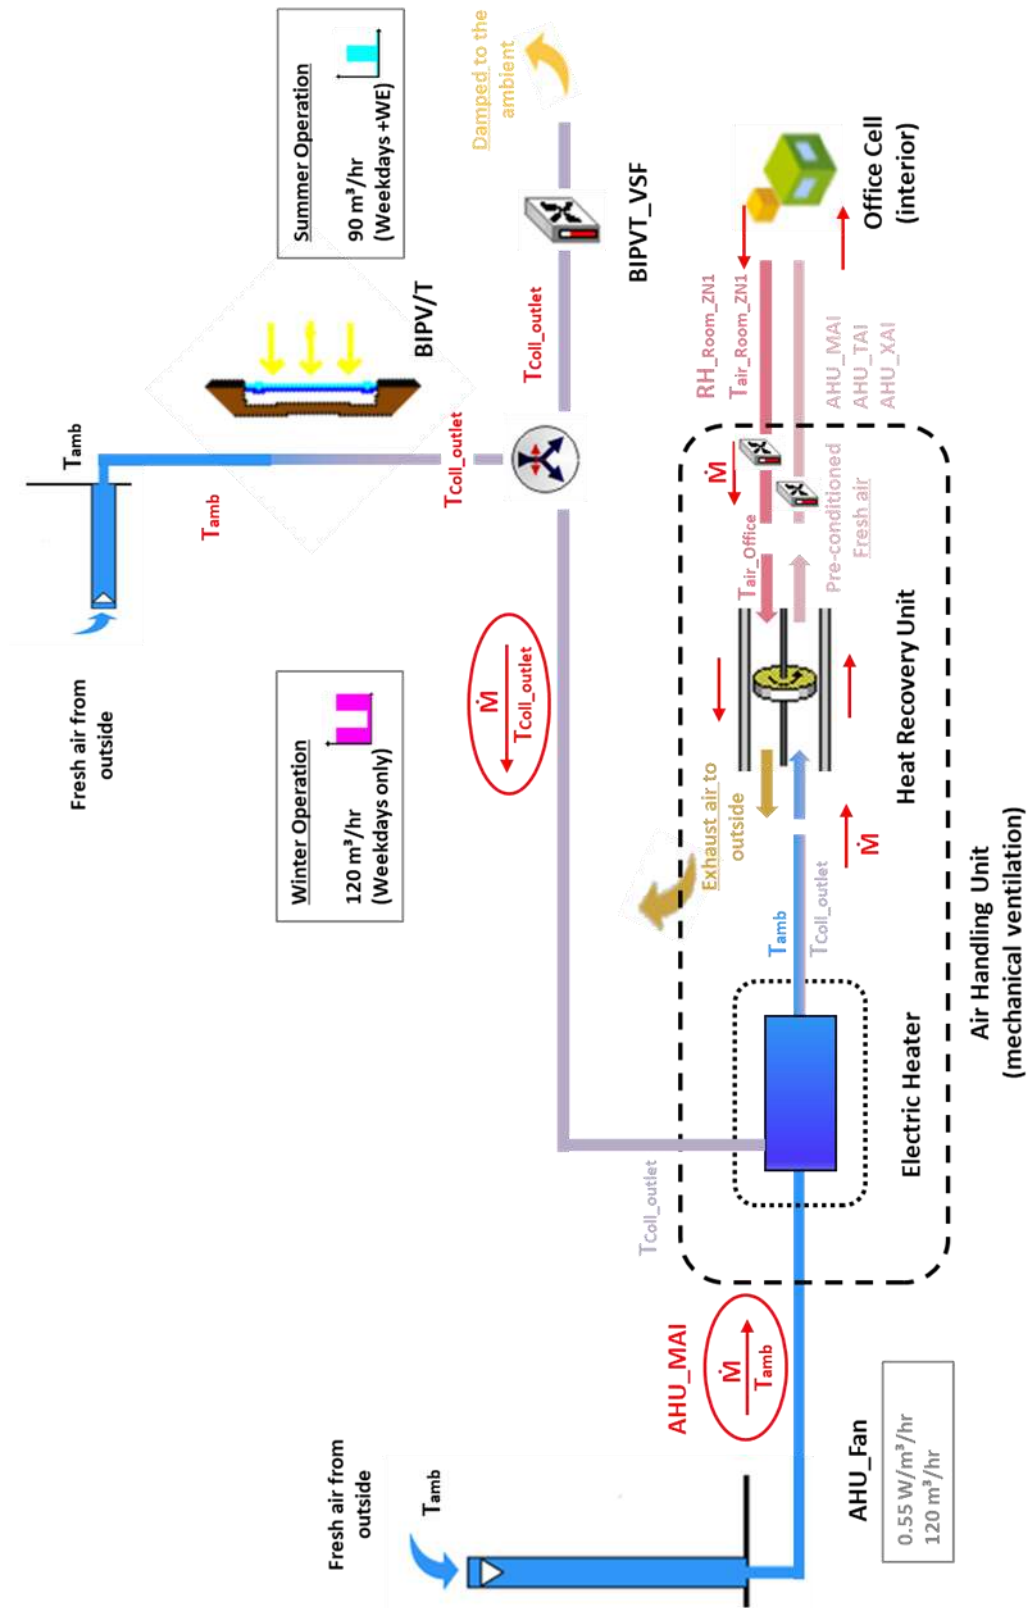 Fresh air from
outside
Tamb
Tamb
BIPV/T
Summer Operation
90 m³/hr
(Weekdays +WE)
Winter Operation
120 m³/hr
(Weekdays only)
TColl_outlet
TColl_outlet
Damped to the
ambient
BIPVT_VSF
Ṁ
TColl_outlet
TColl_outlet
Fresh air from
outside
Tamb
AHU_MAI
Ṁ
Tamb
AHU_Fan
0.55 W/m³/hr
120 m³/hr
Exhaust air to
outside
Tamb
TColl_outlet
Ṁ
Tair_Office
Ṁ
RH_Room_ZN1
Tair_Room_ZN1
Pre-conditioned
Fresh air
AHU_MAI
AHU_TAI
AHU_XAI
Office Cell
(interior)
Electric Heater
Heat Recovery Unit
Air Handling Unit
(mechanical ventilation)